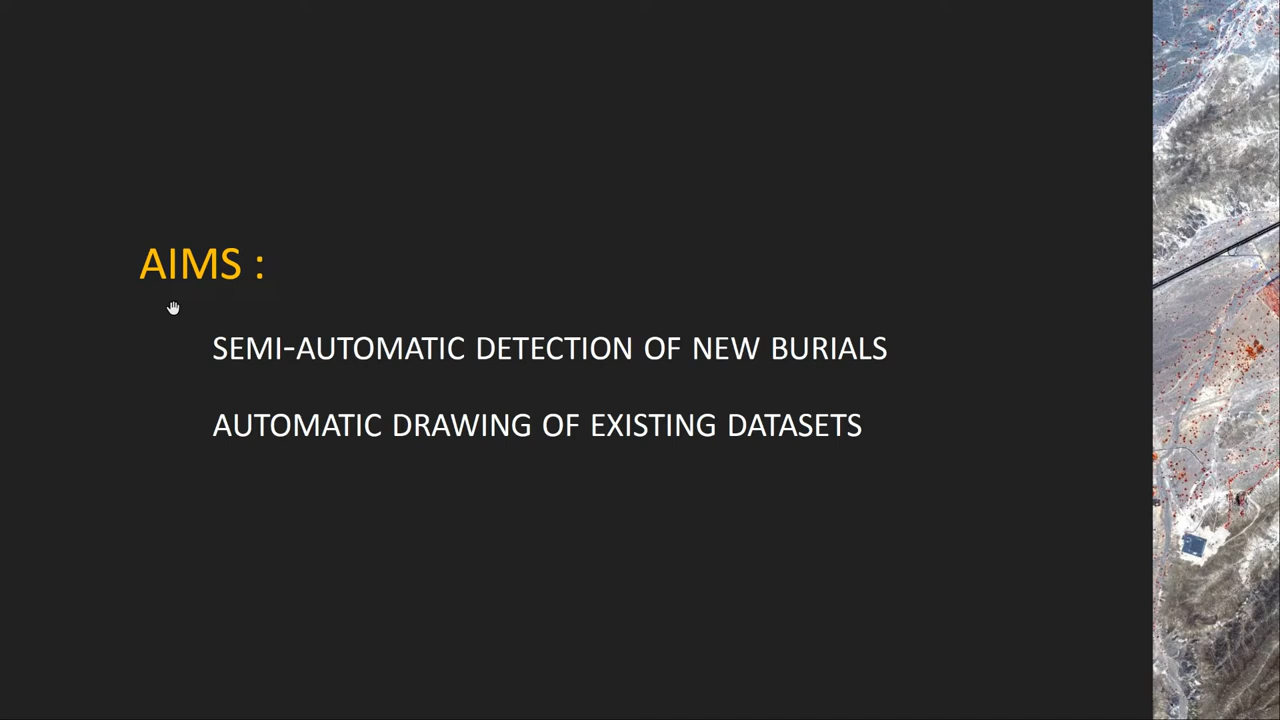 AIMS :
SEMI-AUTOMATIC DETECTION OF NEW BURIALS
AUTOMATIC DRAWING OF EXISTING DATASETS